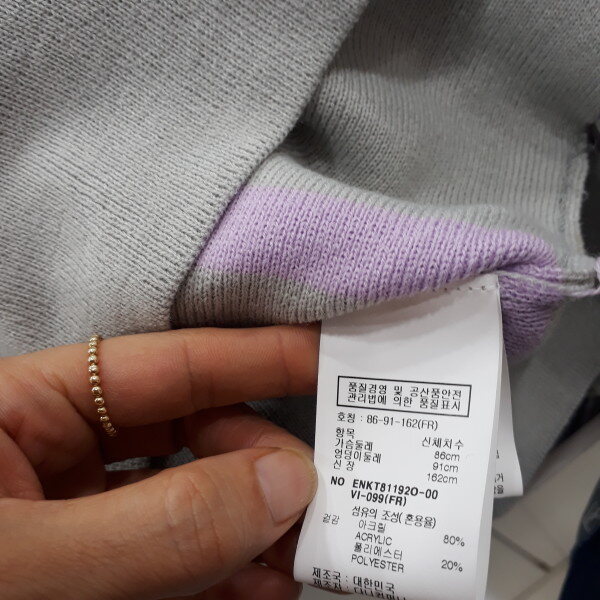 품질경영 및 공산품안전
관리법에 의한 품질표시
호칭 : 86-91-162(FR)
항목 신체치수
가슴둘레 86cm
엉덩이둘레 91cm
신 장 162cm
NO ENKT81192O-00
VI-099(FR)
겉감 섬유의 조성(혼용율)
아크릴
ACRYLIC 80%
폴리에스터
POLYESTER 20%
제조국 : 대한민국